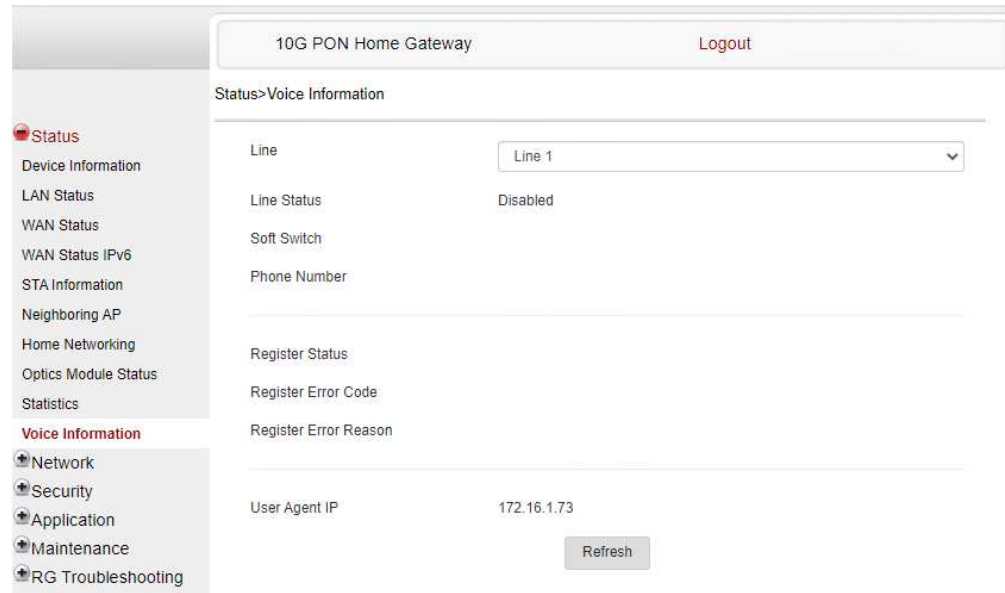 10G PON Home Gateway Logout
Status>Voice Information
Status
Device Information
LAN Status
WAN Status
WAN Status IPv6
STA Information
Neighboring AP
Home Networking
Optics Module Status
Statistics
Voice Information
Network
Security
Application
Maintenance
RG Troubleshooting
Line Line 1
Line Status Disabled
Soft Switch
Phone Number
Register Status
Register Error Code
Register Error Reason
User Agent IP 172.16.1.73
Refresh